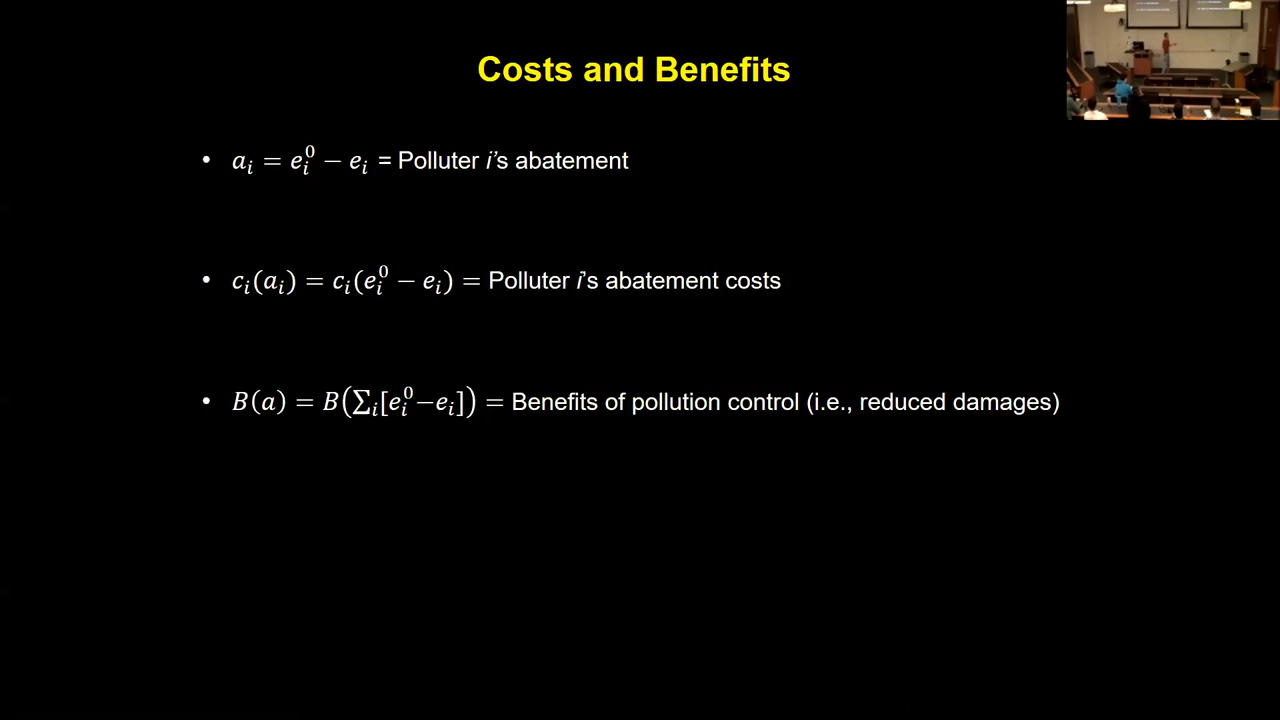 Costs and Benefits
• aᵢ = eᵢ⁰ − eᵢ = Polluter i’s abatement
• cᵢ(aᵢ) = cᵢ(eᵢ⁰ − eᵢ) = Polluter i’s abatement costs
• B(a) = B(∑ᵢ[eᵢ⁰−eᵢ]) = Benefits of pollution control (i.e., reduced damages)